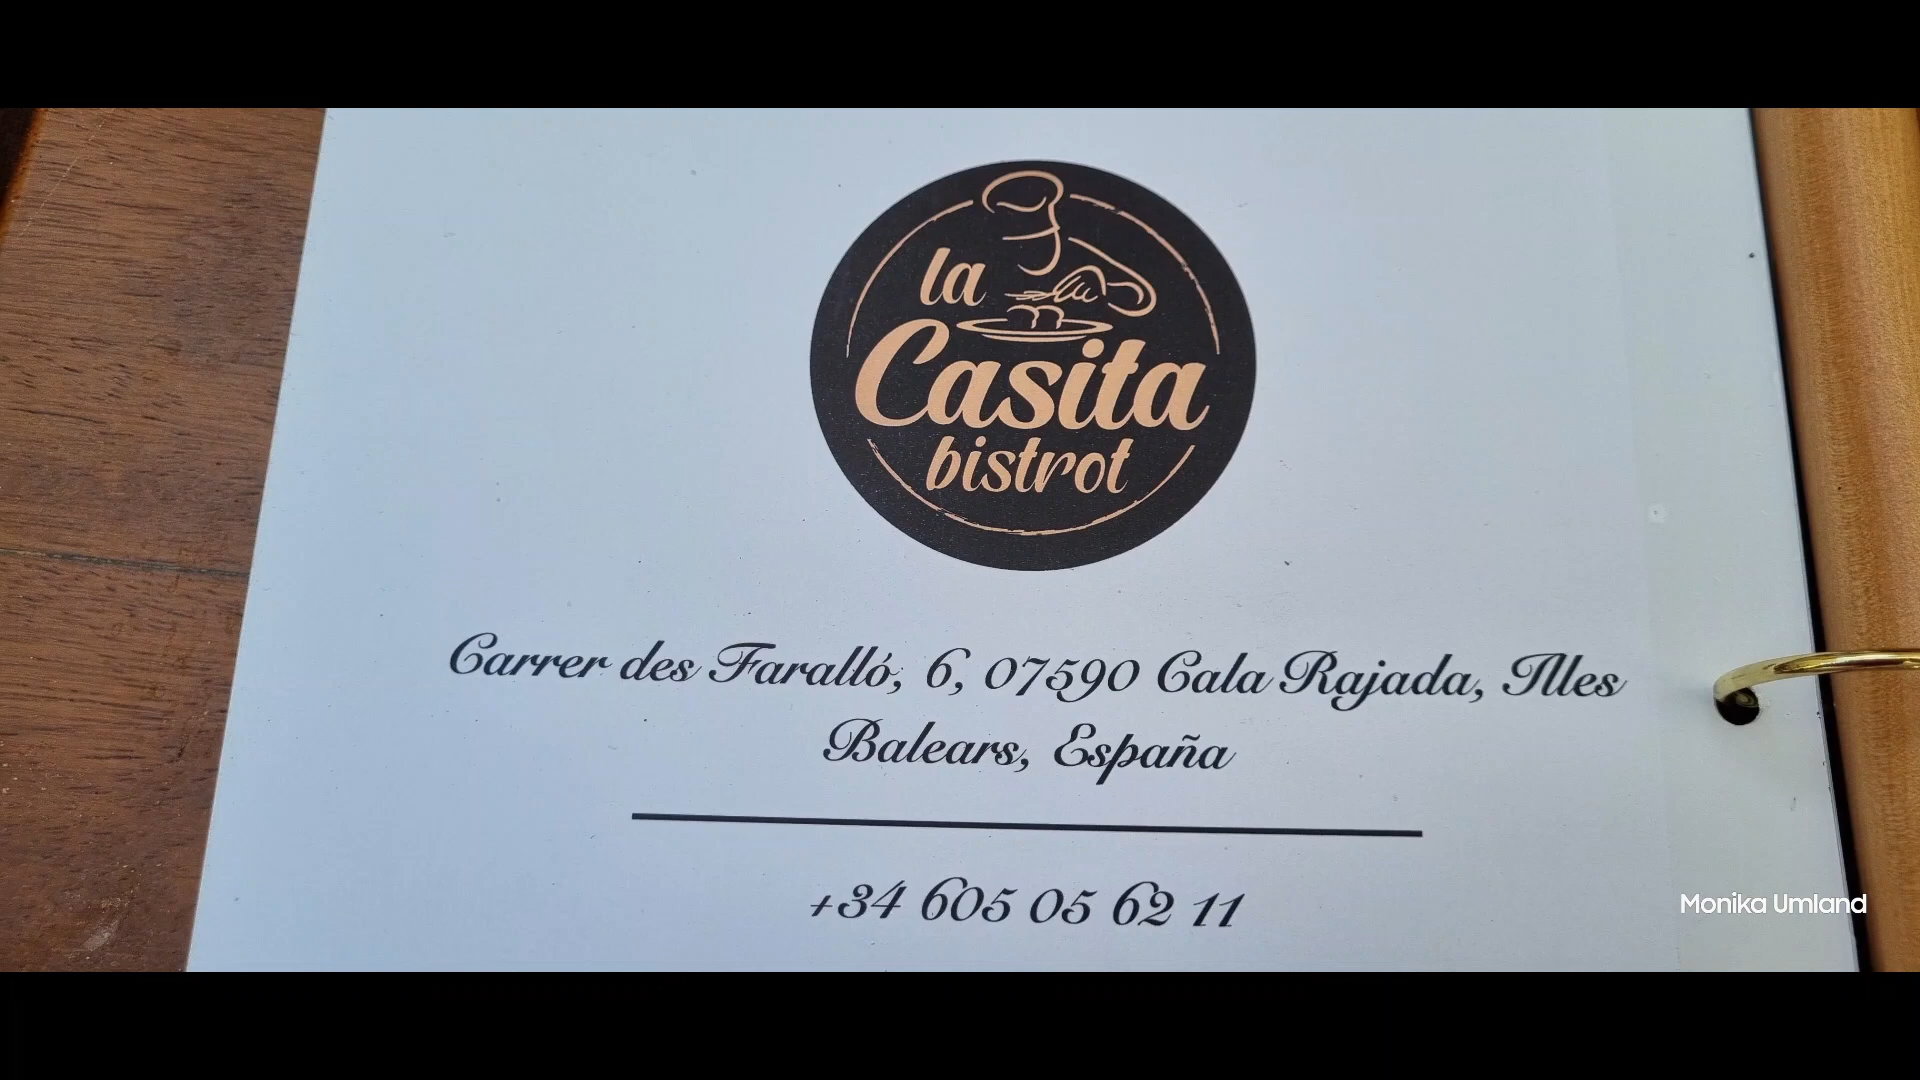 la
Casita
bistrot
Carrer des Faralló, 6, 07590 Cala Rajada, Illes
Balears, España
+34 605 05 62 11
Monika Umland